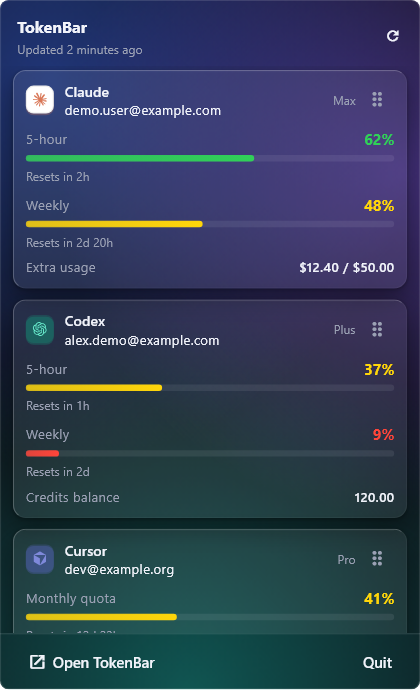 TokenBar
Updated 2 minutes ago
Claude
demo.user@example.com
Max
5-hour
62%
Resets in 2h
Weekly
48%
Resets in 2d 20h
Extra usage
$12.40 / $50.00
Codex
alex.demo@example.com
Plus
5-hour
37%
Resets in 1h
Weekly
9%
Resets in 2d
Credits balance
120.00
Cursor
dev@example.org
Pro
Monthly quota
41%
Resets in
Open TokenBar
Quit